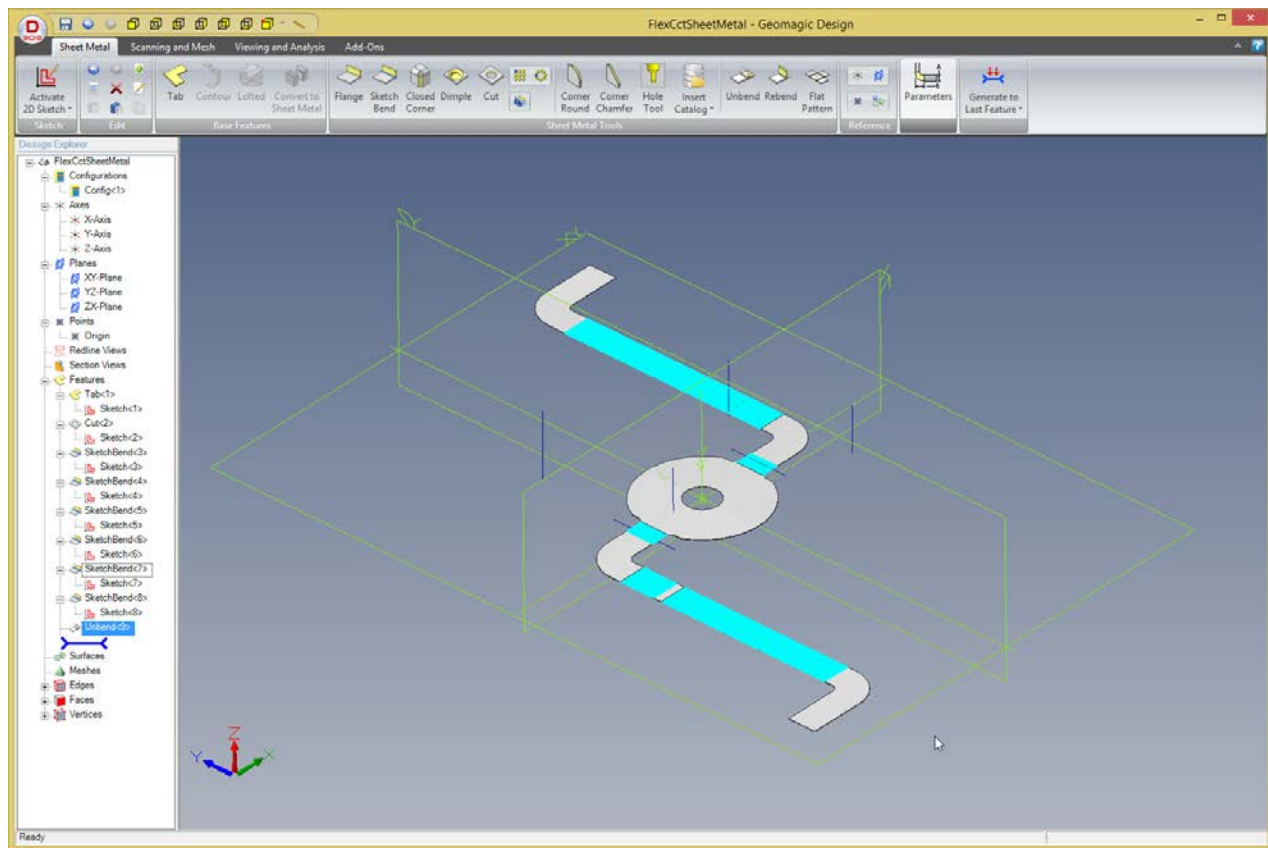 FlexCctSheetMetal - Geomagic Design
Sheet Metal Scanning and Mesh Viewing and Analysis Add-Ons
Activate 2D Sketch
Tab Contour Lofted Convert to Sheet Metal
Flange Sketch Bend Closed Corner Dimple Cut Corner Round Corner Chamfer Hole Tool Insert Catalog Unbend Rebend Flat Pattern
Parameters Generate to Last Feature
Sketch Edit Base Features Sheet Metal Tools Reference
Design Explorer
FlexCctSheetMetal
Configurations
Config<1>
Axes
X-Axis
Y-Axis
Z-Axis
Planes
XY-Plane
YZ-Plane
ZX-Plane
Points
Origin
Redline Views
Section Views
Features
Tab<1>
Sketch<1>
Cut<2>
Sketch<2>
SketchBend<3>
Sketch<3>
SketchBend<4>
Sketch<4>
SketchBend<5>
Sketch<5>
SketchBend<6>
Sketch<6>
SketchBend<7>
Sketch<7>
SketchBend<8>
Sketch<8>
Unbend<9>
Surfaces
Meshes
Edges
Faces
Vertices
Z
Y X
Ready